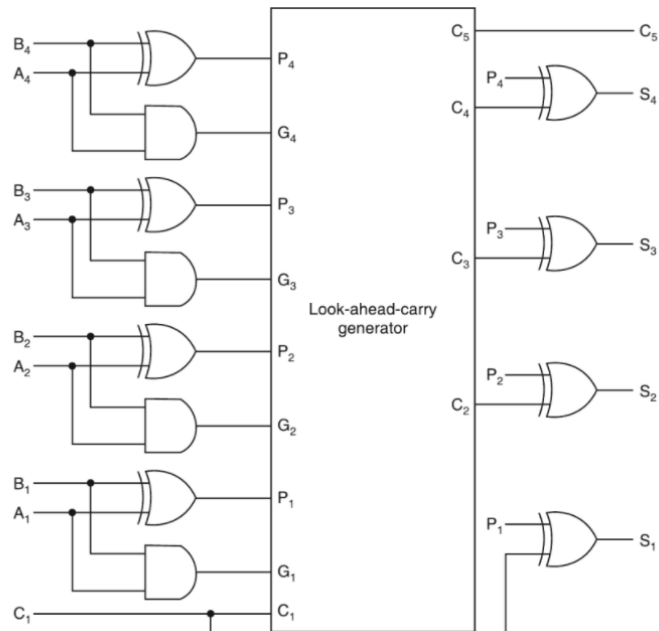 B₄
A₄
P₄
G₄
B₃
A₃
P₃
G₃
B₂
A₂
P₂
G₂
B₁
A₁
P₁
G₁
C₁
C₁
Look-ahead-carry
generator
C₅
C₅
P₄
C₄
S₄
P₃
C₃
S₃
P₂
C₂
S₂
P₁
S₁